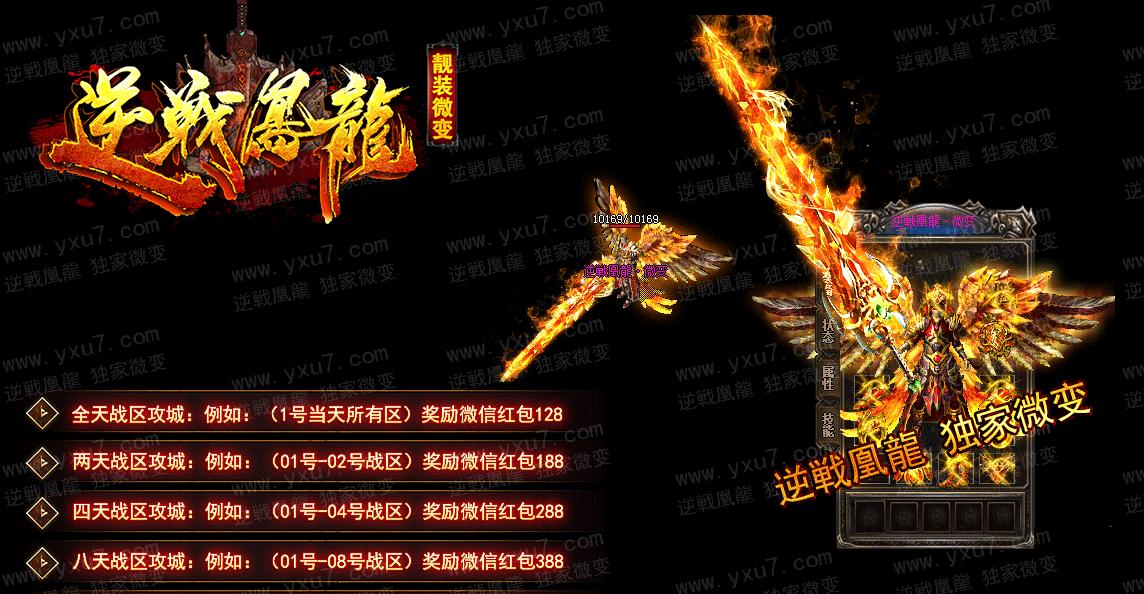 逆戦鳳龍
靓装微变
10169/10169
逆戦凰龍·微变
逆戦凰龍·微变
状态
属性
技能
逆戦凰龍 独家微变
全天战区攻城：例如：（1号当天所有区）奖励微信红包128
两天战区攻城：例如：（01号-02号战区）奖励微信红包188
四天战区攻城：例如：（01号-04号战区）奖励微信红包288
八天战区攻城：例如：（01号-08号战区）奖励微信红包388
www.yxu7.com
逆戦凰龍 独家微变